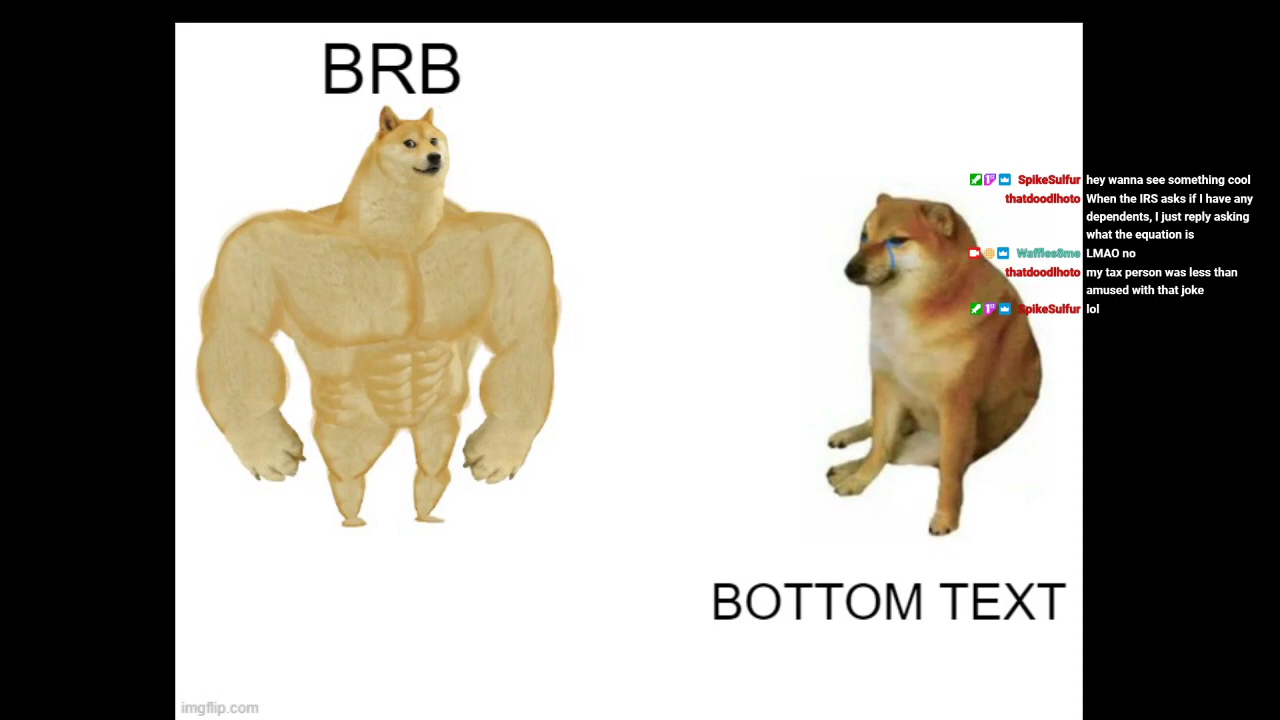 BRB
SpikeSulfur hey wanna see something cool
thatdoodlhoto When the IRS asks if I have any
dependents, I just reply asking
what the equation is
Waffles8me LMAO no
thatdoodlhoto my tax person was less than
amused with that joke
SpikeSulfur lol
BOTTOM TEXT
imgflip.com